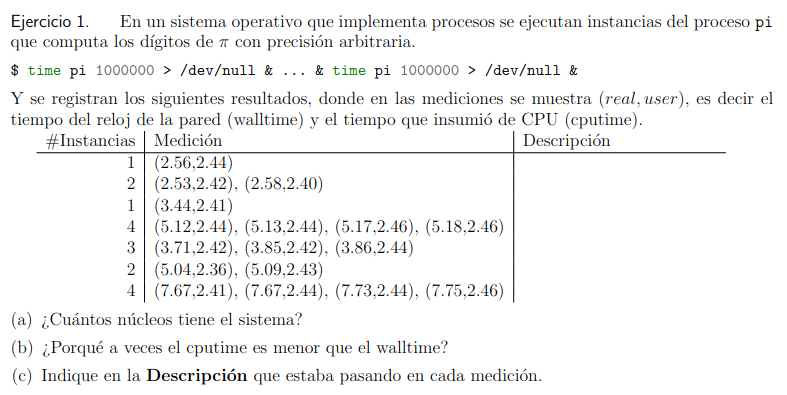 Ejercicio 1. En un sistema operativo que implementa procesos se ejecutan instancias del proceso pi
que computa los dígitos de π con precisión arbitraria.
$ time pi 1000000 > /dev/null & ... & time pi 1000000 > /dev/null &
Y se registran los siguientes resultados, donde en las mediciones se muestra (real, user), es decir el
tiempo del reloj de la pared (walltime) y el tiempo que insumió de CPU (cputime).
#Instancias Medición Descripción
1 (2.56,2.44)
2 (2.53,2.42), (2.58,2.40)
1 (3.44,2.41)
4 (5.12,2.44), (5.13,2.44), (5.17,2.46), (5.18,2.46)
3 (3.71,2.42), (3.85,2.42), (3.86,2.44)
2 (5.04,2.36), (5.09,2.43)
4 (7.67,2.41), (7.67,2.44), (7.73,2.44), (7.75,2.46)
(a) ¿Cuántos núcleos tiene el sistema?
(b) ¿Porqué a veces el cputime es menor que el walltime?
(c) Indique en la Descripción que estaba pasando en cada medición.